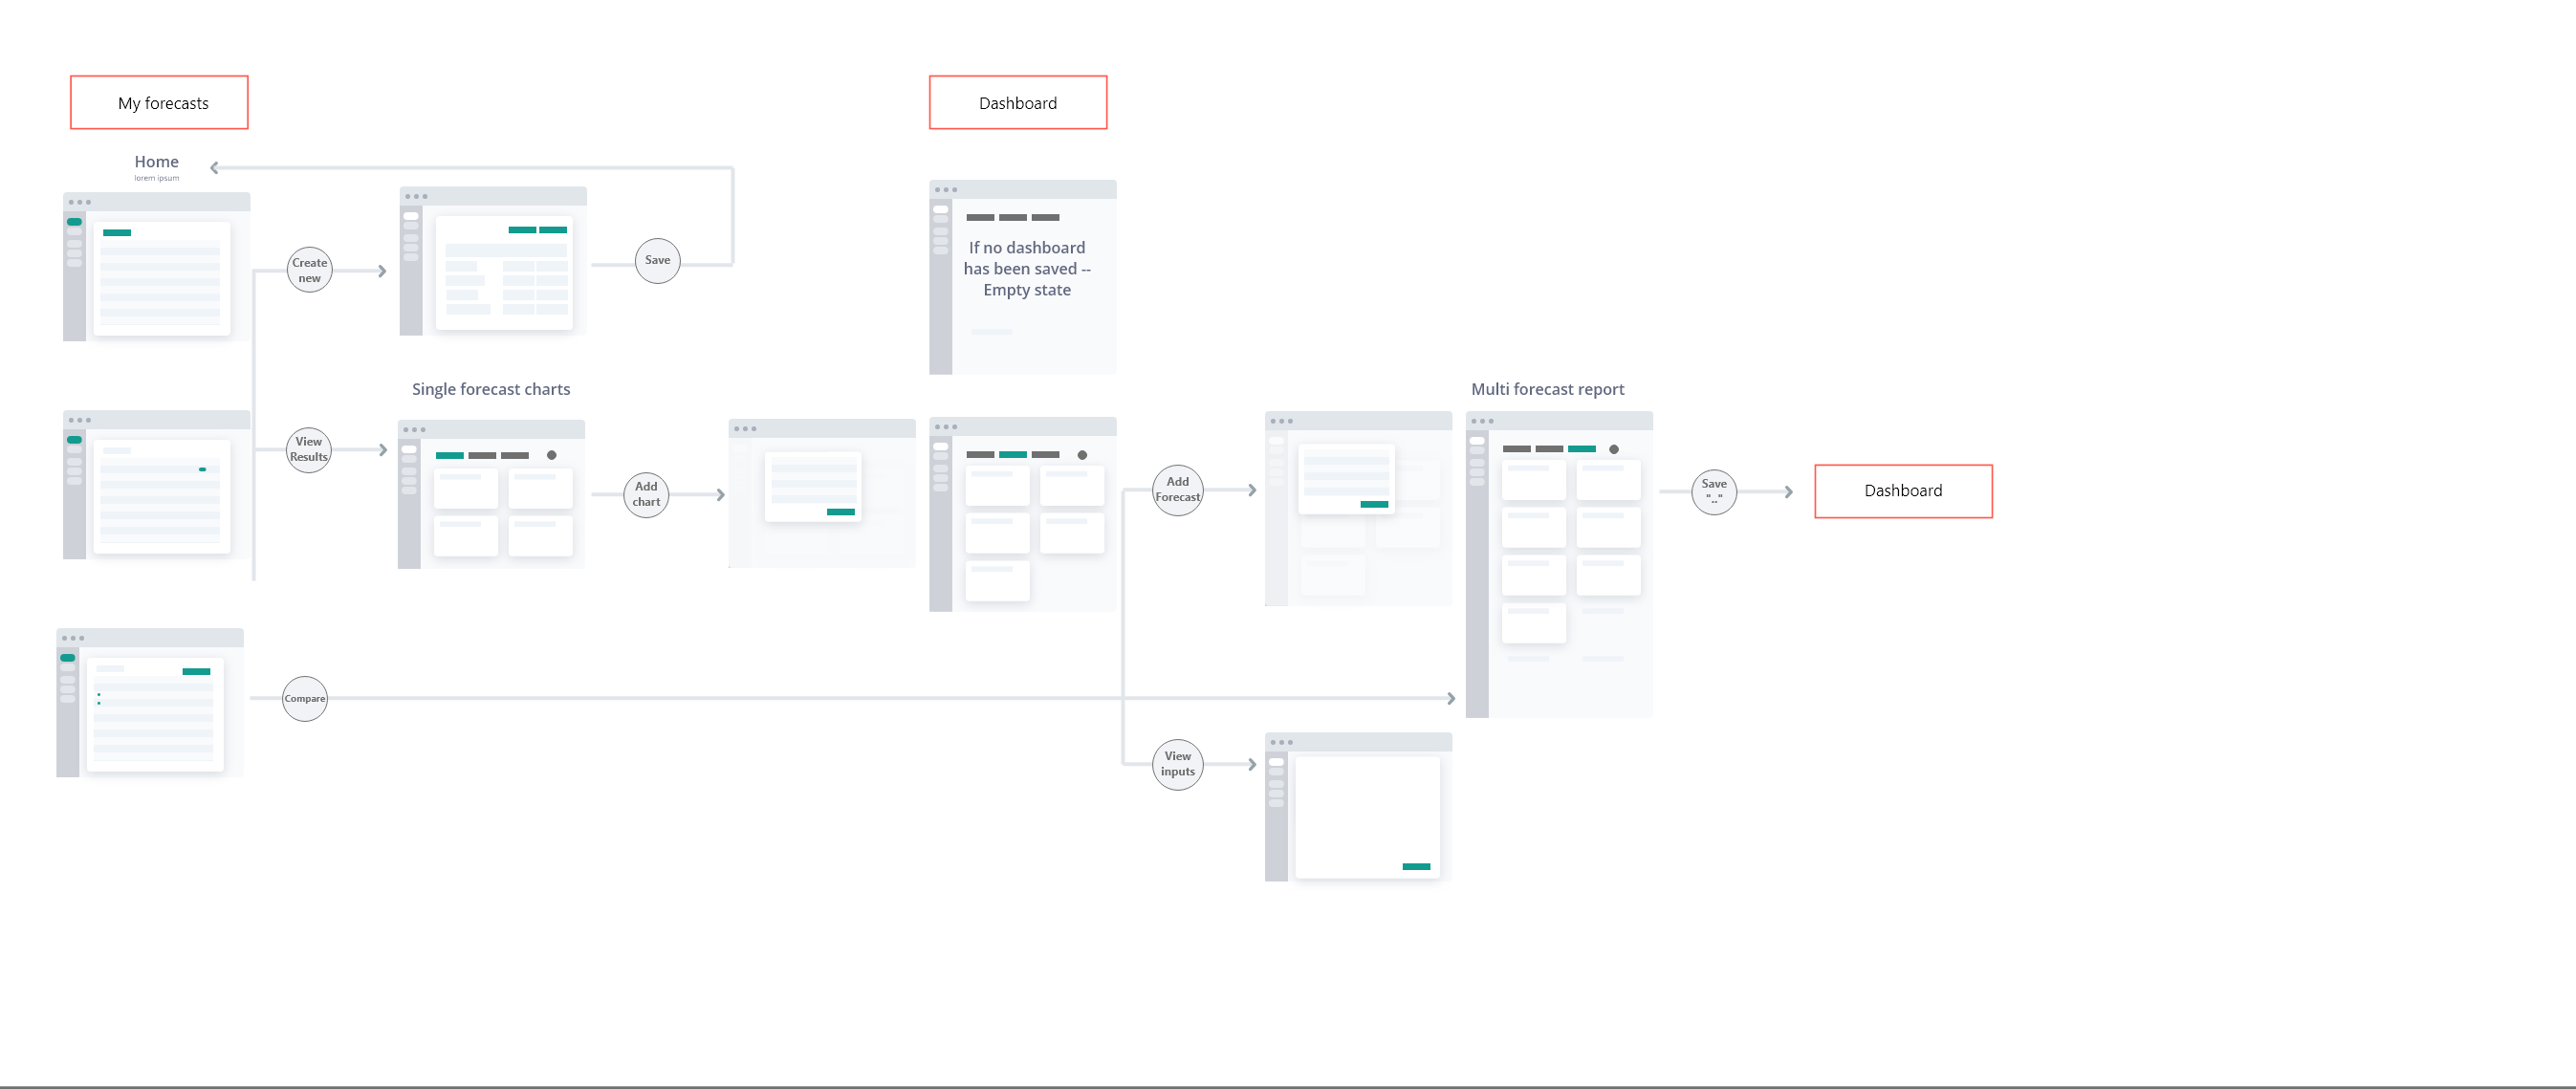 My forecasts
Dashboard
Home
lorem ipsum
Create
new
Save
If no dashboard
has been saved --
Empty state
Single forecast charts
Multi forecast report
View
Results
Add
chart
Add
Forecast
Save
"..."
Dashboard
Compare
View
inputs